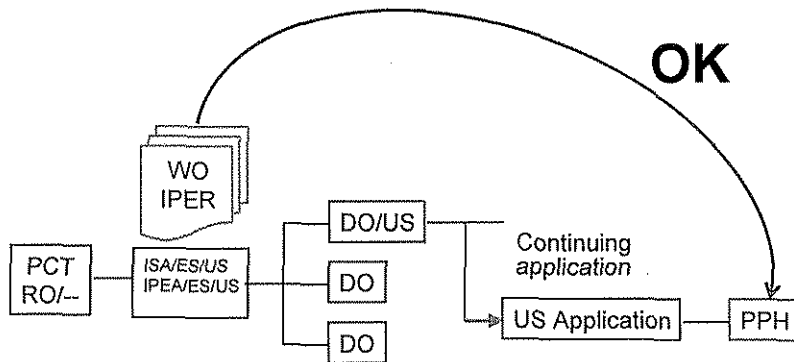 OK
WO
IPER
PCT
RO/--
ISA/ES/US
IPEA/ES/US
DO/US
DO
DO
Continuing
application
US Application
PPH